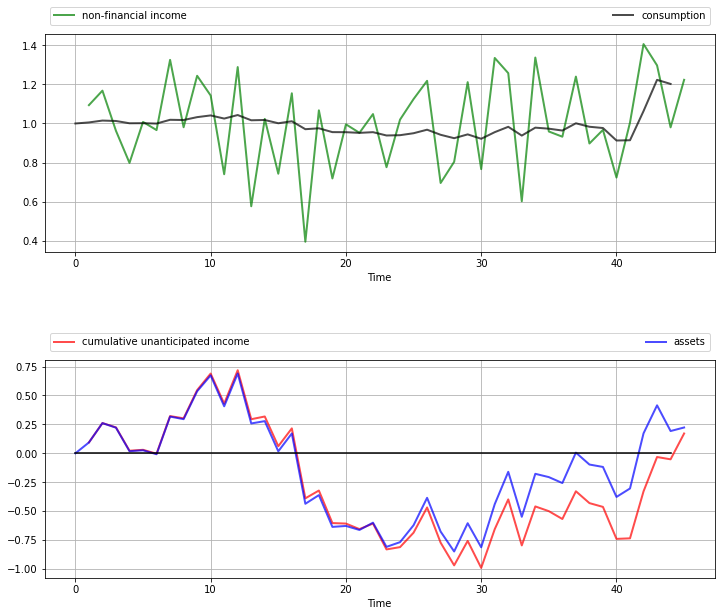 non-financial income consumption
1.4
1.2
1.0
0.8
0.6
0.4
0 10 20 30 40
Time
cumulative unanticipated income assets
0.75
0.50
0.25
0.00
−0.25
−0.50
−0.75
−1.00
0 10 20 30 40
Time